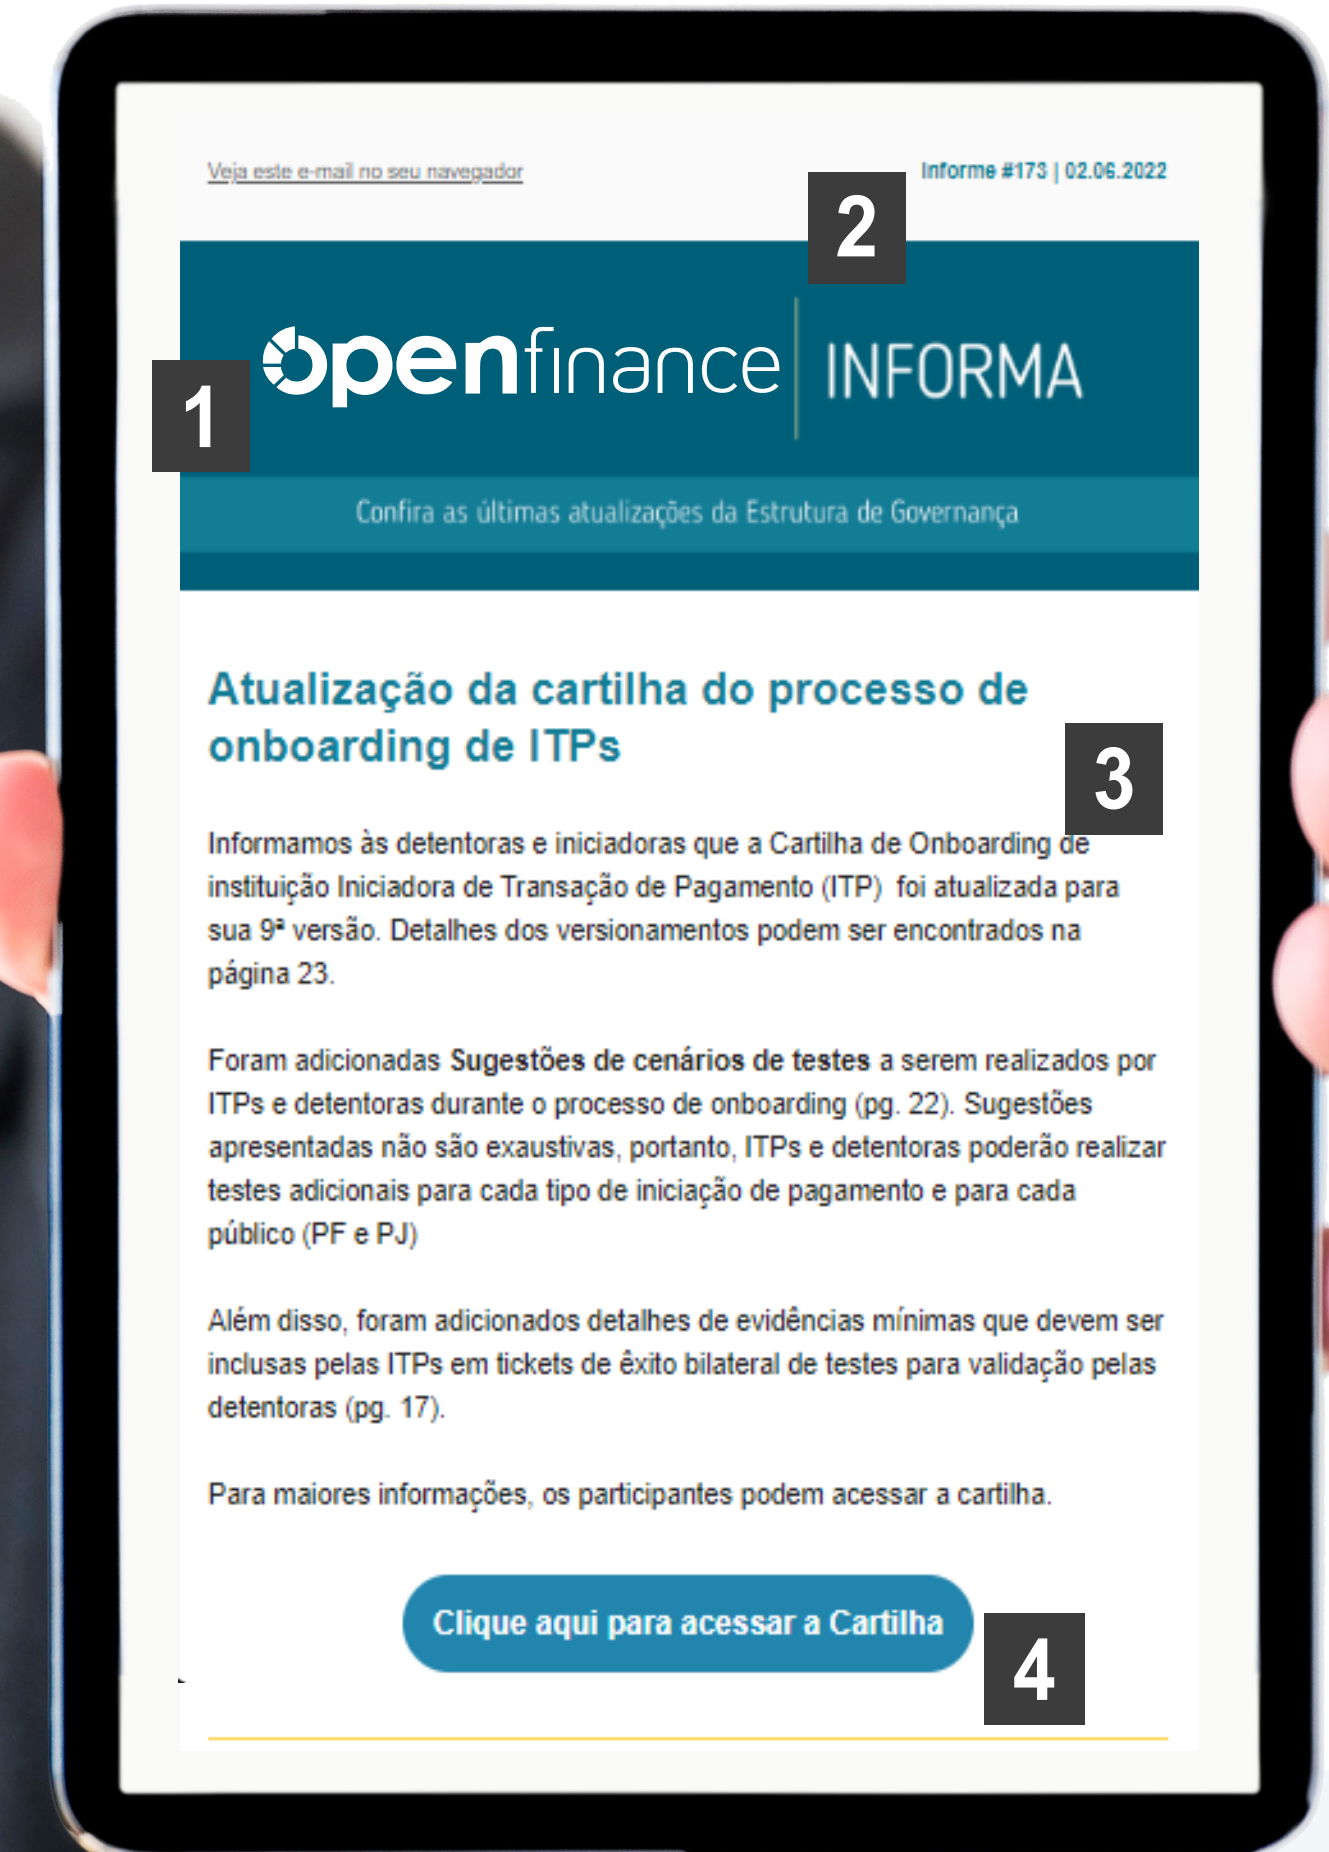 Veja este e-mail no seu navegador
Informe #173 | 02.06.2022
2
openfinance | INFORMA
1
Confira as últimas atualizações da Estrutura de Governança
Atualização da cartilha do processo de
onboarding de ITPs
3
Informamos às detentoras e iniciadoras que a Cartilha de Onboarding de
instituição Iniciadora de Transação de Pagamento (ITP) foi atualizada para
sua 9ª versão. Detalhes dos versionamentos podem ser encontrados na
página 23.
Foram adicionadas Sugestões de cenários de testes a serem realizados por
ITPs e detentoras durante o processo de onboarding (pg. 22). Sugestões
apresentadas não são exaustivas, portanto, ITPs e detentoras poderão realizar
testes adicionais para cada tipo de iniciação de pagamento e para cada
público (PF e PJ)
Além disso, foram adicionados detalhes de evidências mínimas que devem ser
inclusas pelas ITPs em tickets de êxito bilateral de testes para validação pelas
detentoras (pg. 17).
Para maiores informações, os participantes podem acessar a cartilha.
Clique aqui para acessar a Cartilha
4